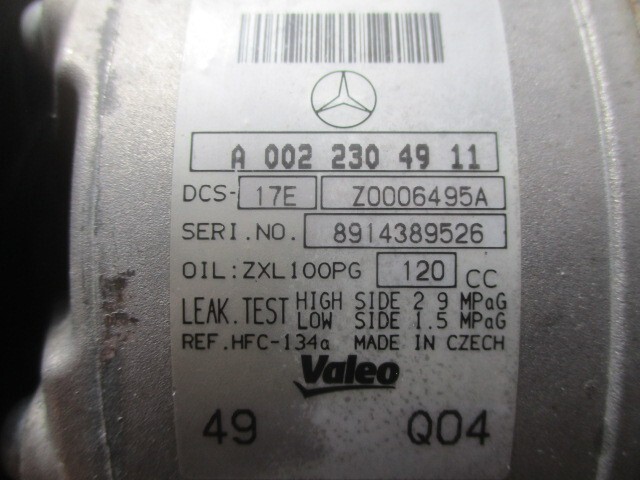 A 002 230 49 11
DCS- 17E Z0006495A
SERI.NO. 8914389526
OIL:ZXL100PG 120 CC
LEAK.TEST HIGH SIDE 2.9 MPaG
LOW SIDE 1.5 MPaG
REF.HFC-134a MADE IN CZECH
Valeo
49 Q04